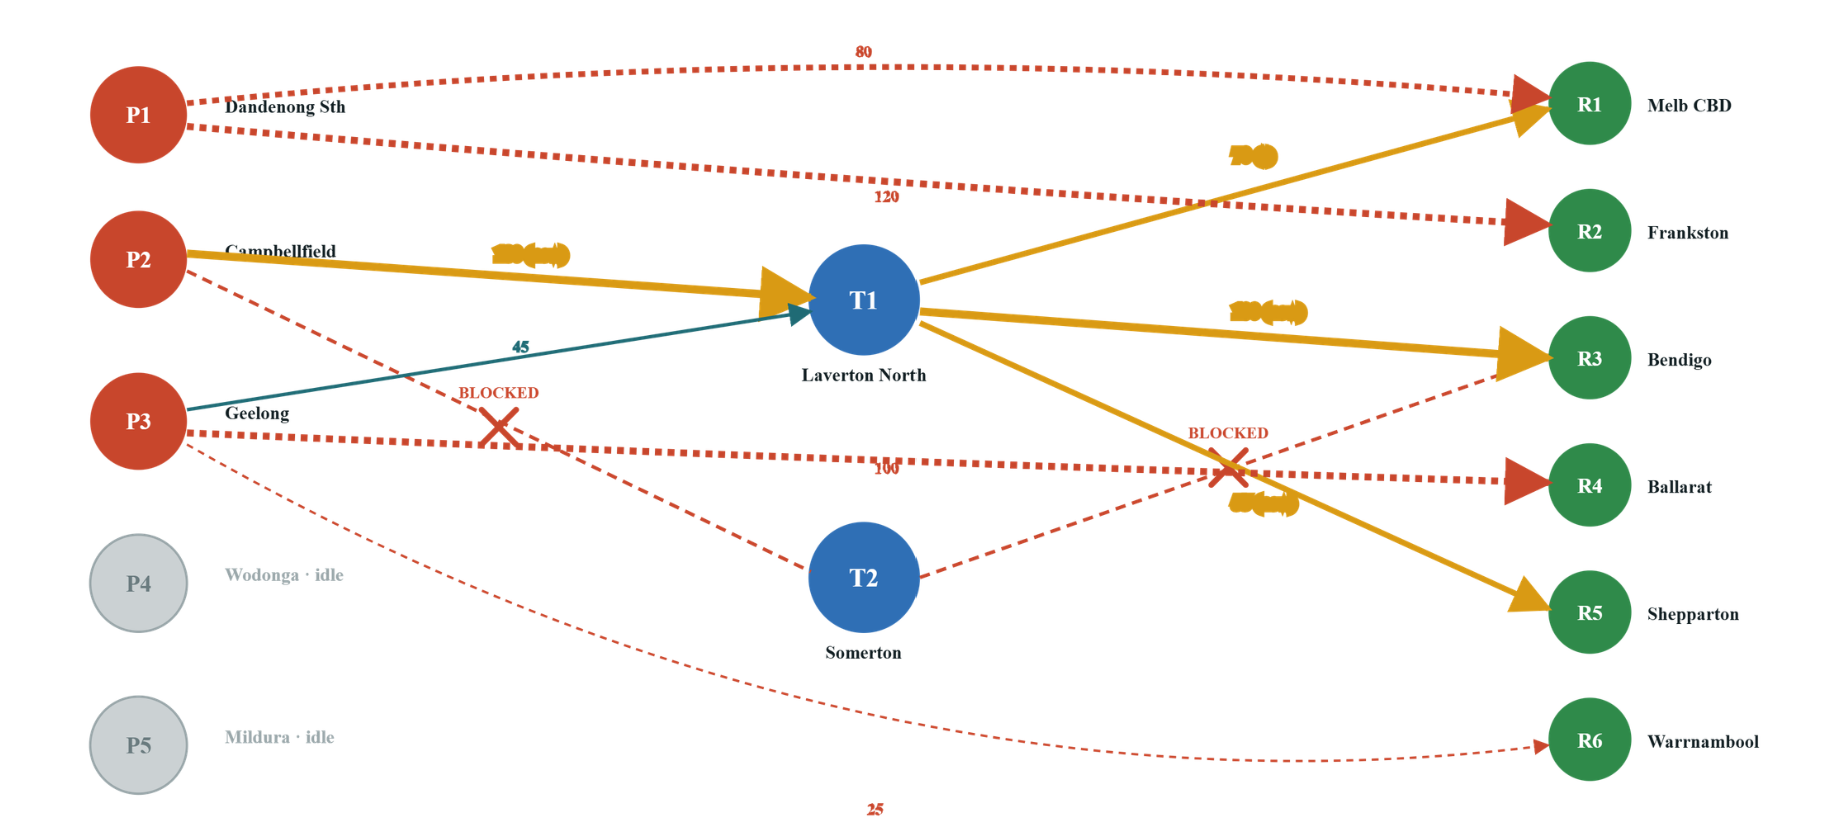 80
P1
Dandenong Sth
R1
Melb CBD
120
R2
Frankston
P2
Campbellfield
T1
Laverton North
45
R3
Bendigo
BLOCKED
P3
Geelong
BLOCKED
100
R4
Ballarat
P4
Wodonga · idle
T2
Somerton
R5
Shepparton
P5
Mildura · idle
R6
Warrnambool
25